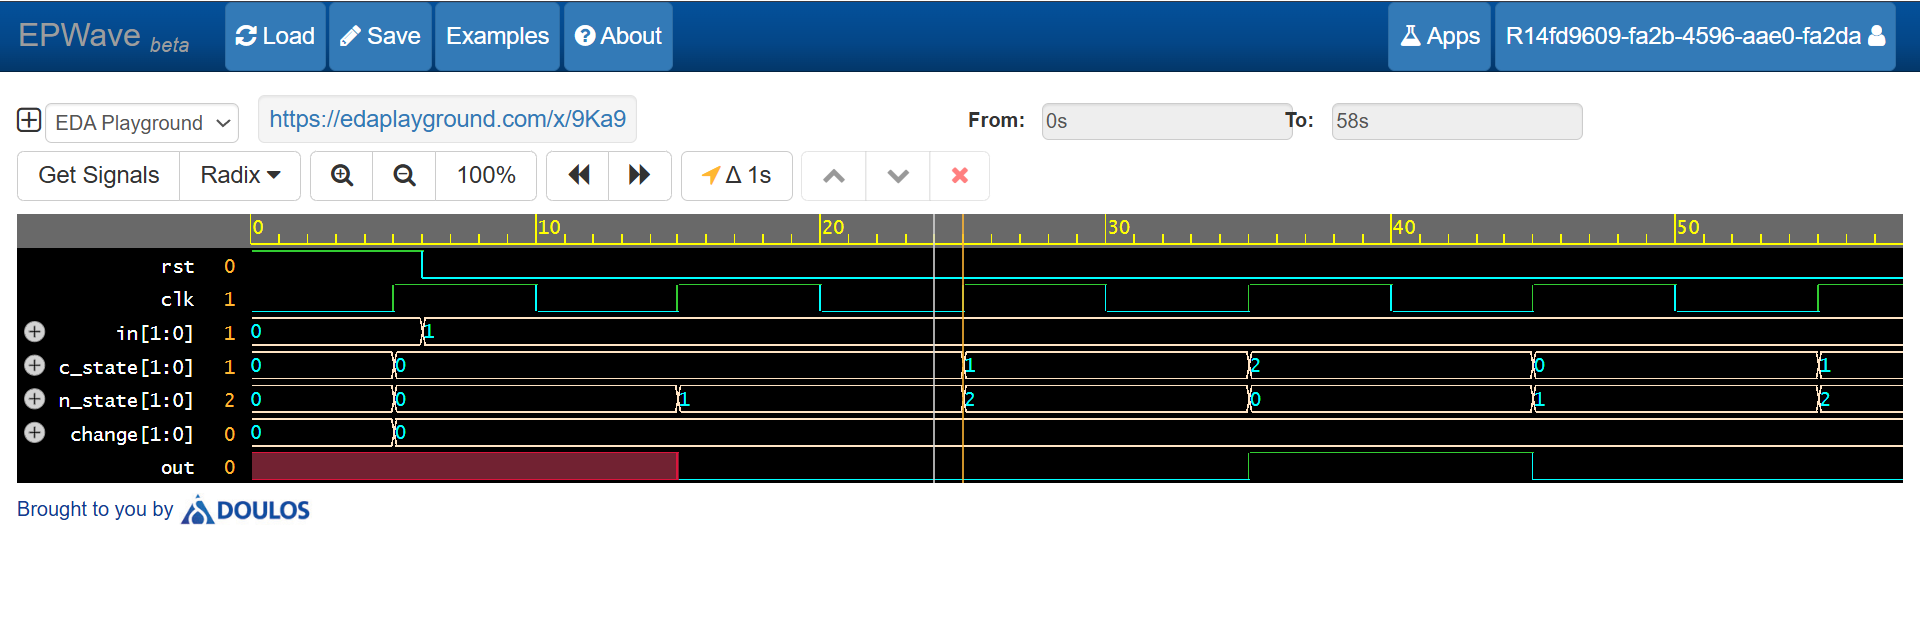 EPWave beta Load Save Examples About Apps R14fd9609-fa2b-4596-aae0-fa2da
EDA Playground https://edaplayground.com/x/9Ka9 From: 0s To: 58s
Get Signals Radix 100% Δ 1s
0 10 20 30 40 50
rst 0
clk 1
in[1:0] 1 0 1
c_state[1:0] 1 0 0 1 2 0 1
n_state[1:0] 2 0 0 1 2 0 1 2
change[1:0] 0 0 0
out 0
Brought to you by DOULOS